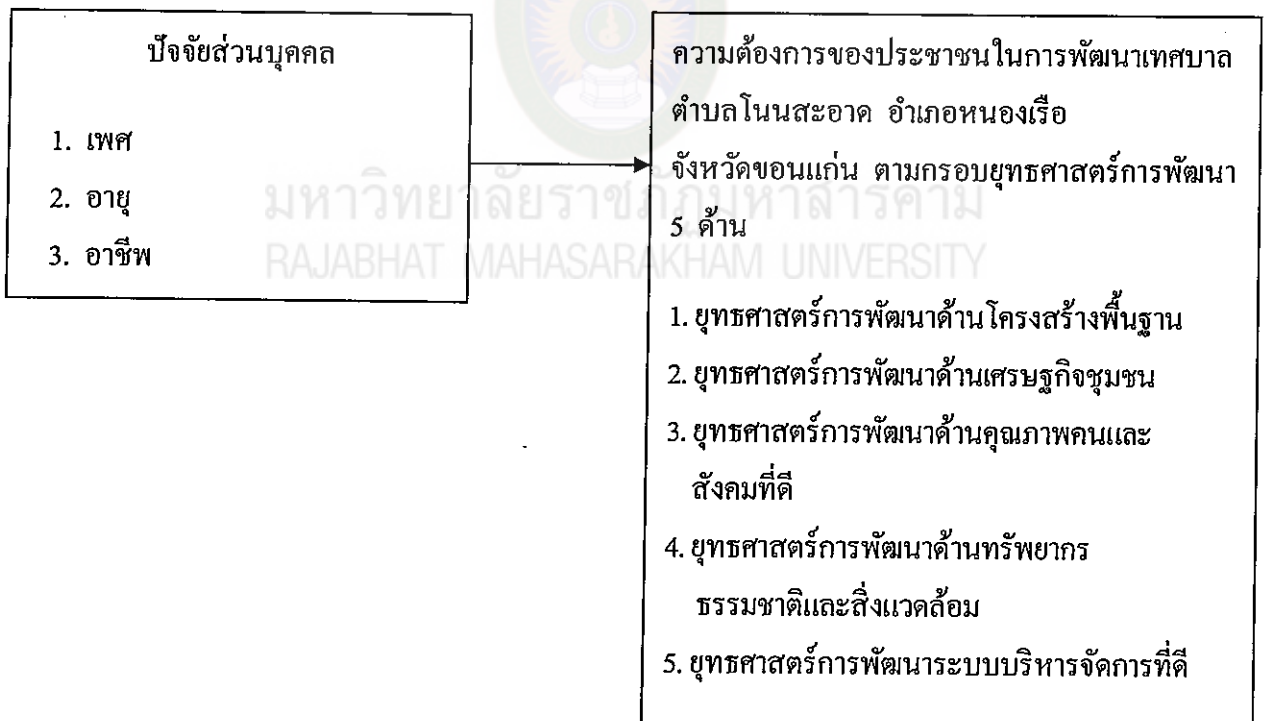 ปัจจัยส่วนบุคคล
1. เพศ
2. อายุ
3. อาชีพ
ความต้องการของประชาชนในการพัฒนาเทศบาล
ตำบลโนนสะอาด อำเภอหนองเรือ
จังหวัดขอนแก่น ตามกรอบยุทธศาสตร์การพัฒนา
5 ด้าน
1. ยุทธศาสตร์การพัฒนาด้านโครงสร้างพื้นฐาน
2. ยุทธศาสตร์การพัฒนาด้านเศรษฐกิจชุมชน
3. ยุทธศาสตร์การพัฒนาด้านคุณภาพคนและ
สังคมที่ดี
4. ยุทธศาสตร์การพัฒนาด้านทรัพยากร
ธรรมชาติและสิ่งแวดล้อม
5. ยุทธศาสตร์การพัฒนาระบบบริหารจัดการที่ดี
มหาวิทยาลัยราชภัฏมหาสารคาม
RAJABHAT MAHASARAKHAM UNIVERSITY